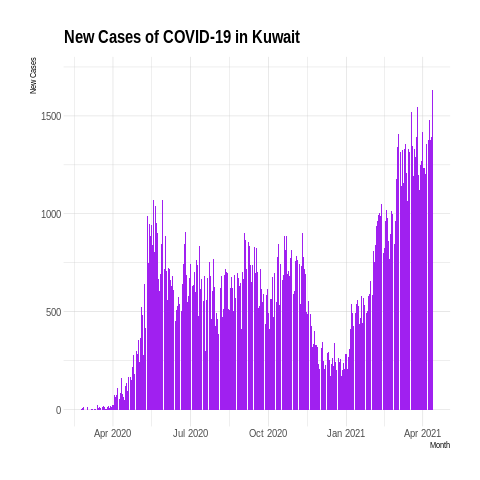 New Cases of COVID-19 in Kuwait
New Cases
1500
1000
500
0
Apr 2020 Jul 2020 Oct 2020 Jan 2021 Apr 2021
Month